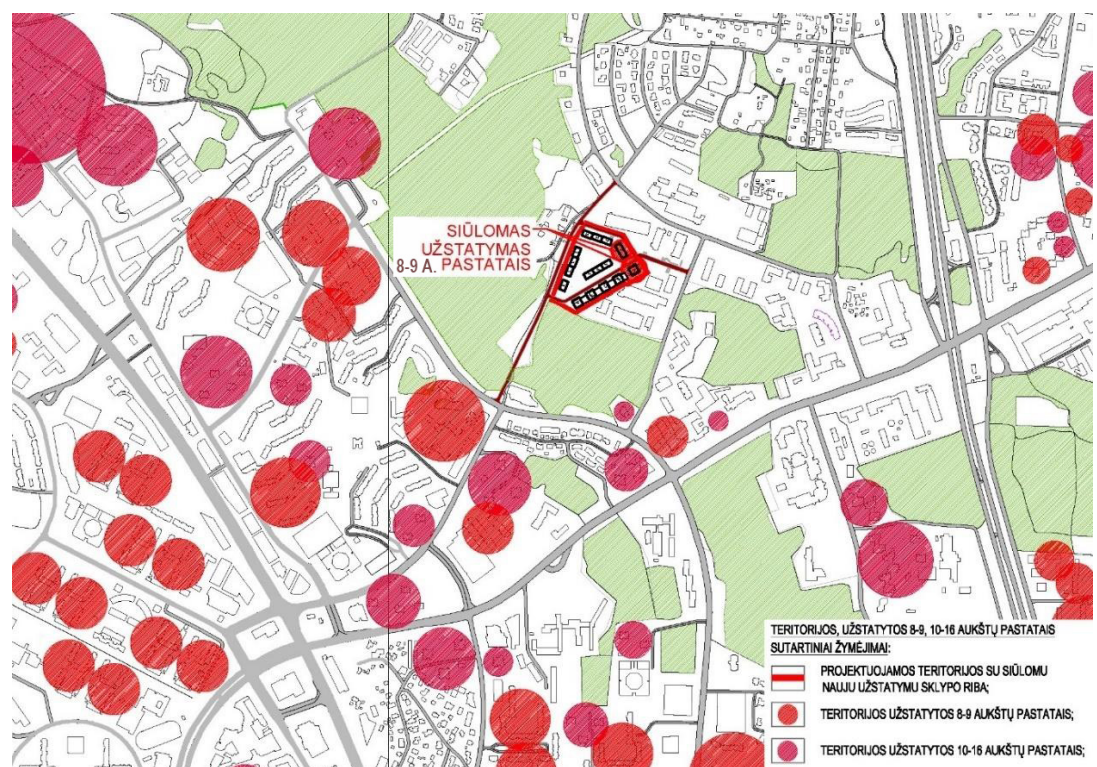 SIŪLOMAS
UŽSTATYMAS
8-9 A. PASTATAIS
TERITORIJOS, UŽSTATYTOS 8-9, 10-16 AUKŠTŲ PASTATAIS
SUTARTINIAI ŽYMĖJIMAI:
PROJEKTUOJAMOS TERITORIJOS SU SIŪLOMU
NAUJU UŽSTATYMU SKLYPO RIBA;
TERITORIJOS UŽSTATYTOS 8-9 AUKŠTŲ PASTATAIS;
TERITORIJOS UŽSTATYTOS 10-16 AUKŠTŲ PASTATAIS;